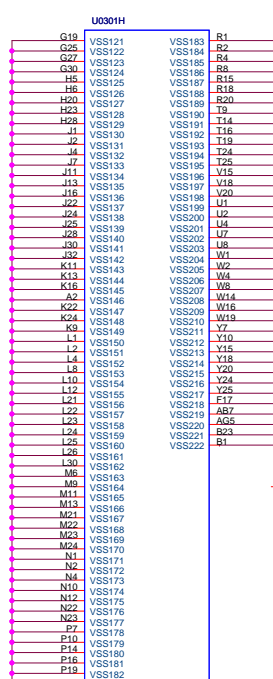 U0301H
G19 VSS121 VSS183 R1
G25 VSS122 VSS184 R2
G27 VSS123 VSS185 R4
G30 VSS124 VSS186 R8
H5 VSS125 VSS187 R15
H6 VSS126 VSS188 R18
H20 VSS127 VSS189 R20
H23 VSS128 VSS190 T9
H28 VSS129 VSS191 T14
J1 VSS130 VSS192 T16
J2 VSS131 VSS193 T19
J4 VSS132 VSS194 T24
J7 VSS133 VSS195 T25
J11 VSS134 VSS196 V15
J13 VSS135 VSS197 V18
J16 VSS136 VSS198 V20
J22 VSS137 VSS199 U1
J24 VSS138 VSS200 U2
J25 VSS139 VSS201 U4
J28 VSS140 VSS202 U7
J30 VSS141 VSS203 U8
J32 VSS142 VSS204 W1
K11 VSS143 VSS205 W2
K13 VSS144 VSS206 W4
K16 VSS145 VSS207 W8
A2 VSS146 VSS208 W14
K22 VSS147 VSS209 W16
K24 VSS148 VSS210 W19
K9 VSS149 VSS211 Y7
L1 VSS150 VSS212 Y10
L2 VSS151 VSS213 Y15
L4 VSS152 VSS214 Y18
L8 VSS153 VSS215 Y20
L10 VSS154 VSS216 Y24
L12 VSS155 VSS217 Y25
L21 VSS156 VSS218 F17
L22 VSS157 VSS219 AB7
L23 VSS158 VSS220 AG5
L24 VSS159 VSS221 B23
L25 VSS160 VSS222 B1
L26 VSS161
L30 VSS162
M6 VSS163
M9 VSS164
M11 VSS165
M13 VSS166
M21 VSS167
M22 VSS168
M23 VSS169
M24 VSS170
N1 VSS171
N2 VSS172
N4 VSS173
N10 VSS174
N12 VSS175
N22 VSS176
N23 VSS177
P7 VSS178
P10 VSS179
P14 VSS180
P16 VSS181
P19 VSS182